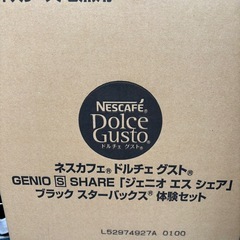 NESCAFÉ®
Dolce
Gusto®
ドルチェ グスト®
ネスカフェ® ドルチェ グスト®
GENIO S SHARE 「ジェニオ エス シェア」
ブラック スターバックス® 体験セット
L52974927A 0100